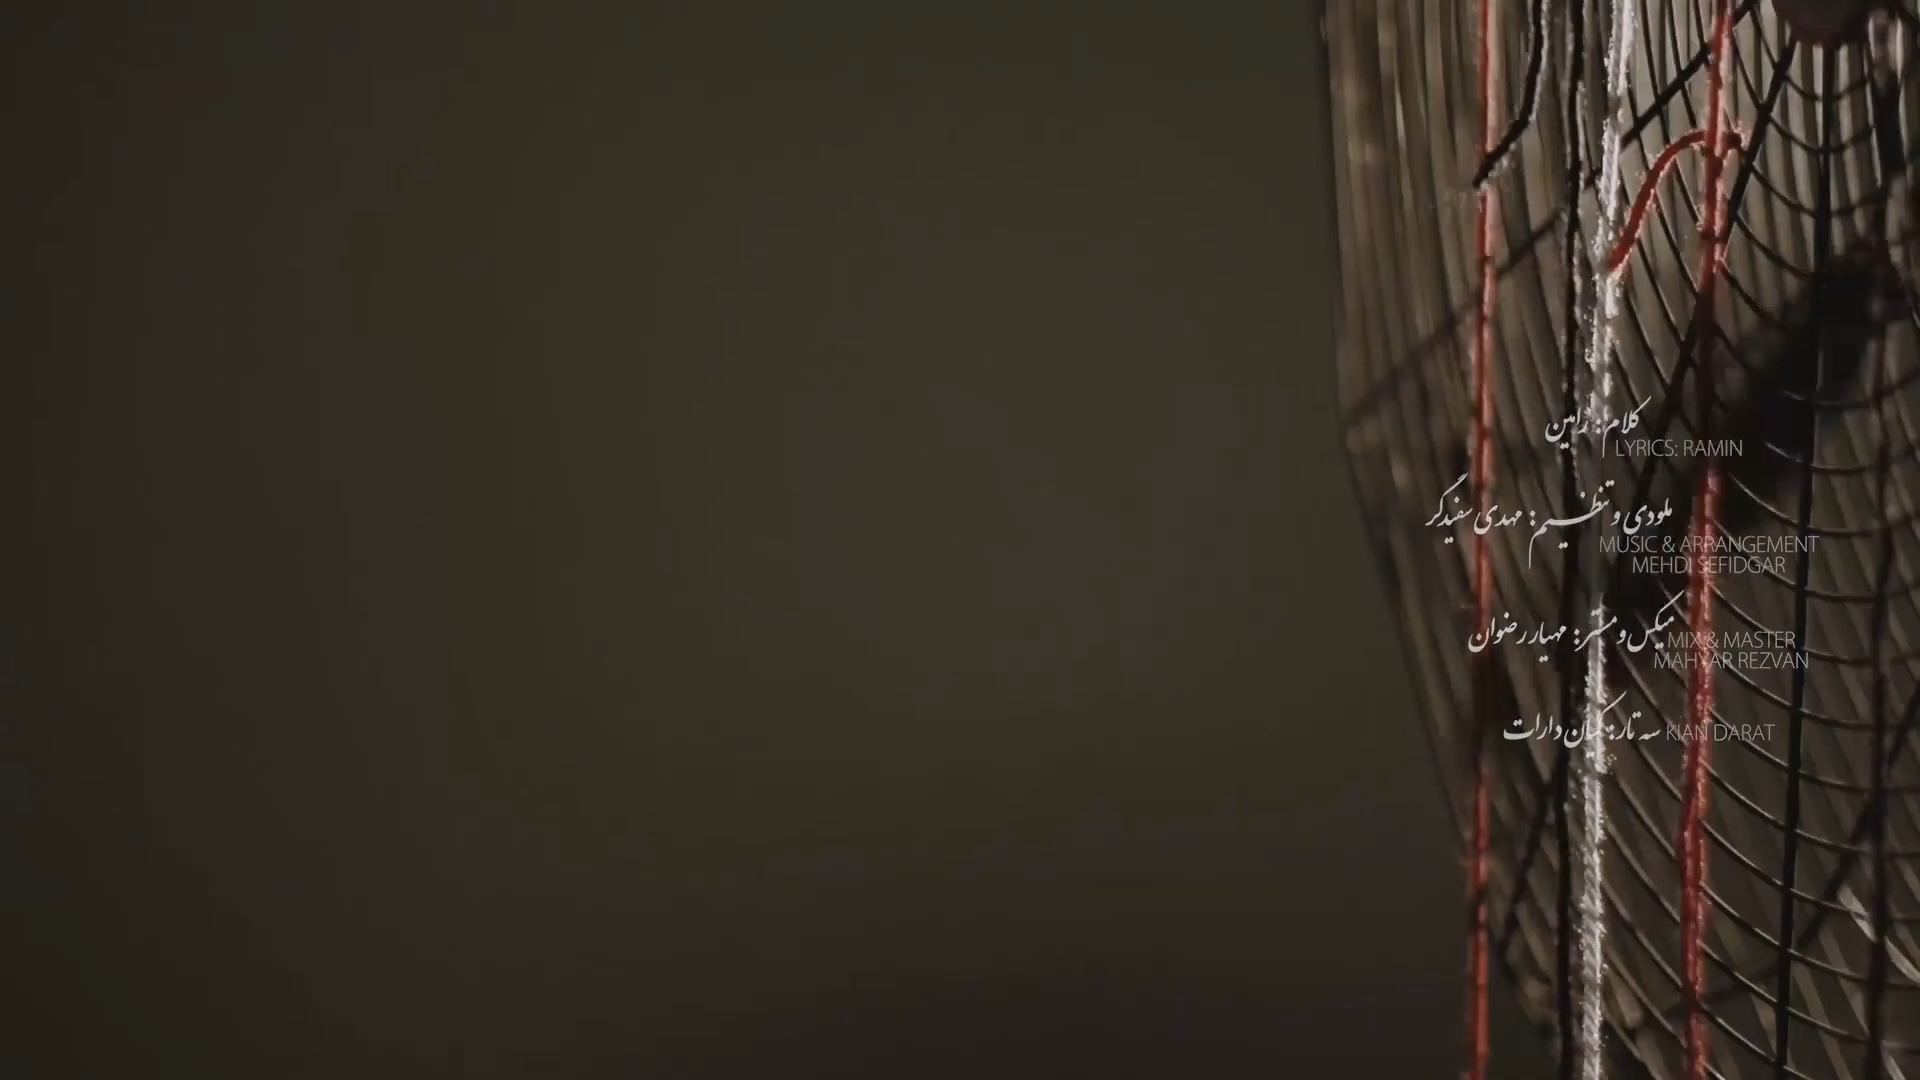 کلام: رامین
LYRICS: RAMIN
ملودی و تنظیم: مهدی سفیدگر
MUSIC & ARRANGEMENT
MEHDI SEFIDGAR
میکس و مستر: مهیار رضوان
MIX & MASTER
MAHYAR REZVAN
سه تار: کیان دارات KIAN DARAT